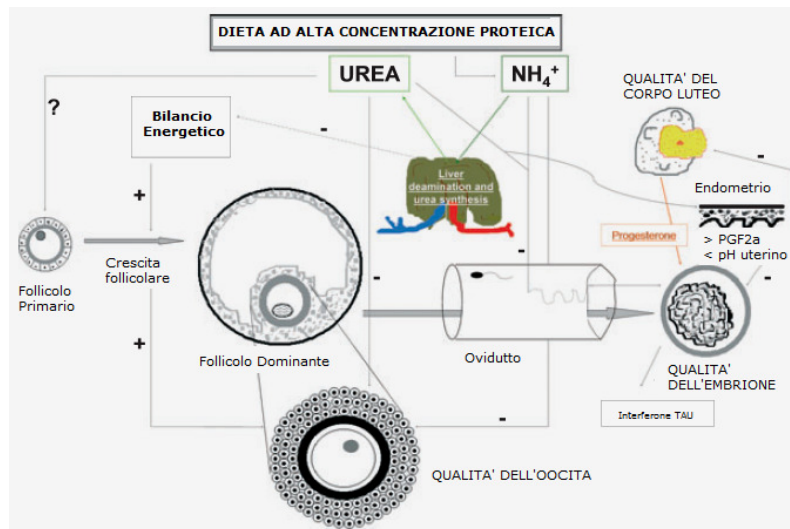 DIETA AD ALTA CONCENTRAZIONE PROTEICA
UREA
NH₄⁺
QUALITA' DEL
CORPO LUTEO
?
Bilancio
Energetico
-
-
Liver
deamination and
urea synthesis
Endometrio
+
Progesterone
> PGF2a
< pH uterino
-
Crescita
follicolare
-
-
Follicolo
Primario
+
Follicolo Dominante
Ovidutto
QUALITA'
DELL'EMBRIONE
Interferone TAU
-
QUALITA' DELL'OOCITA